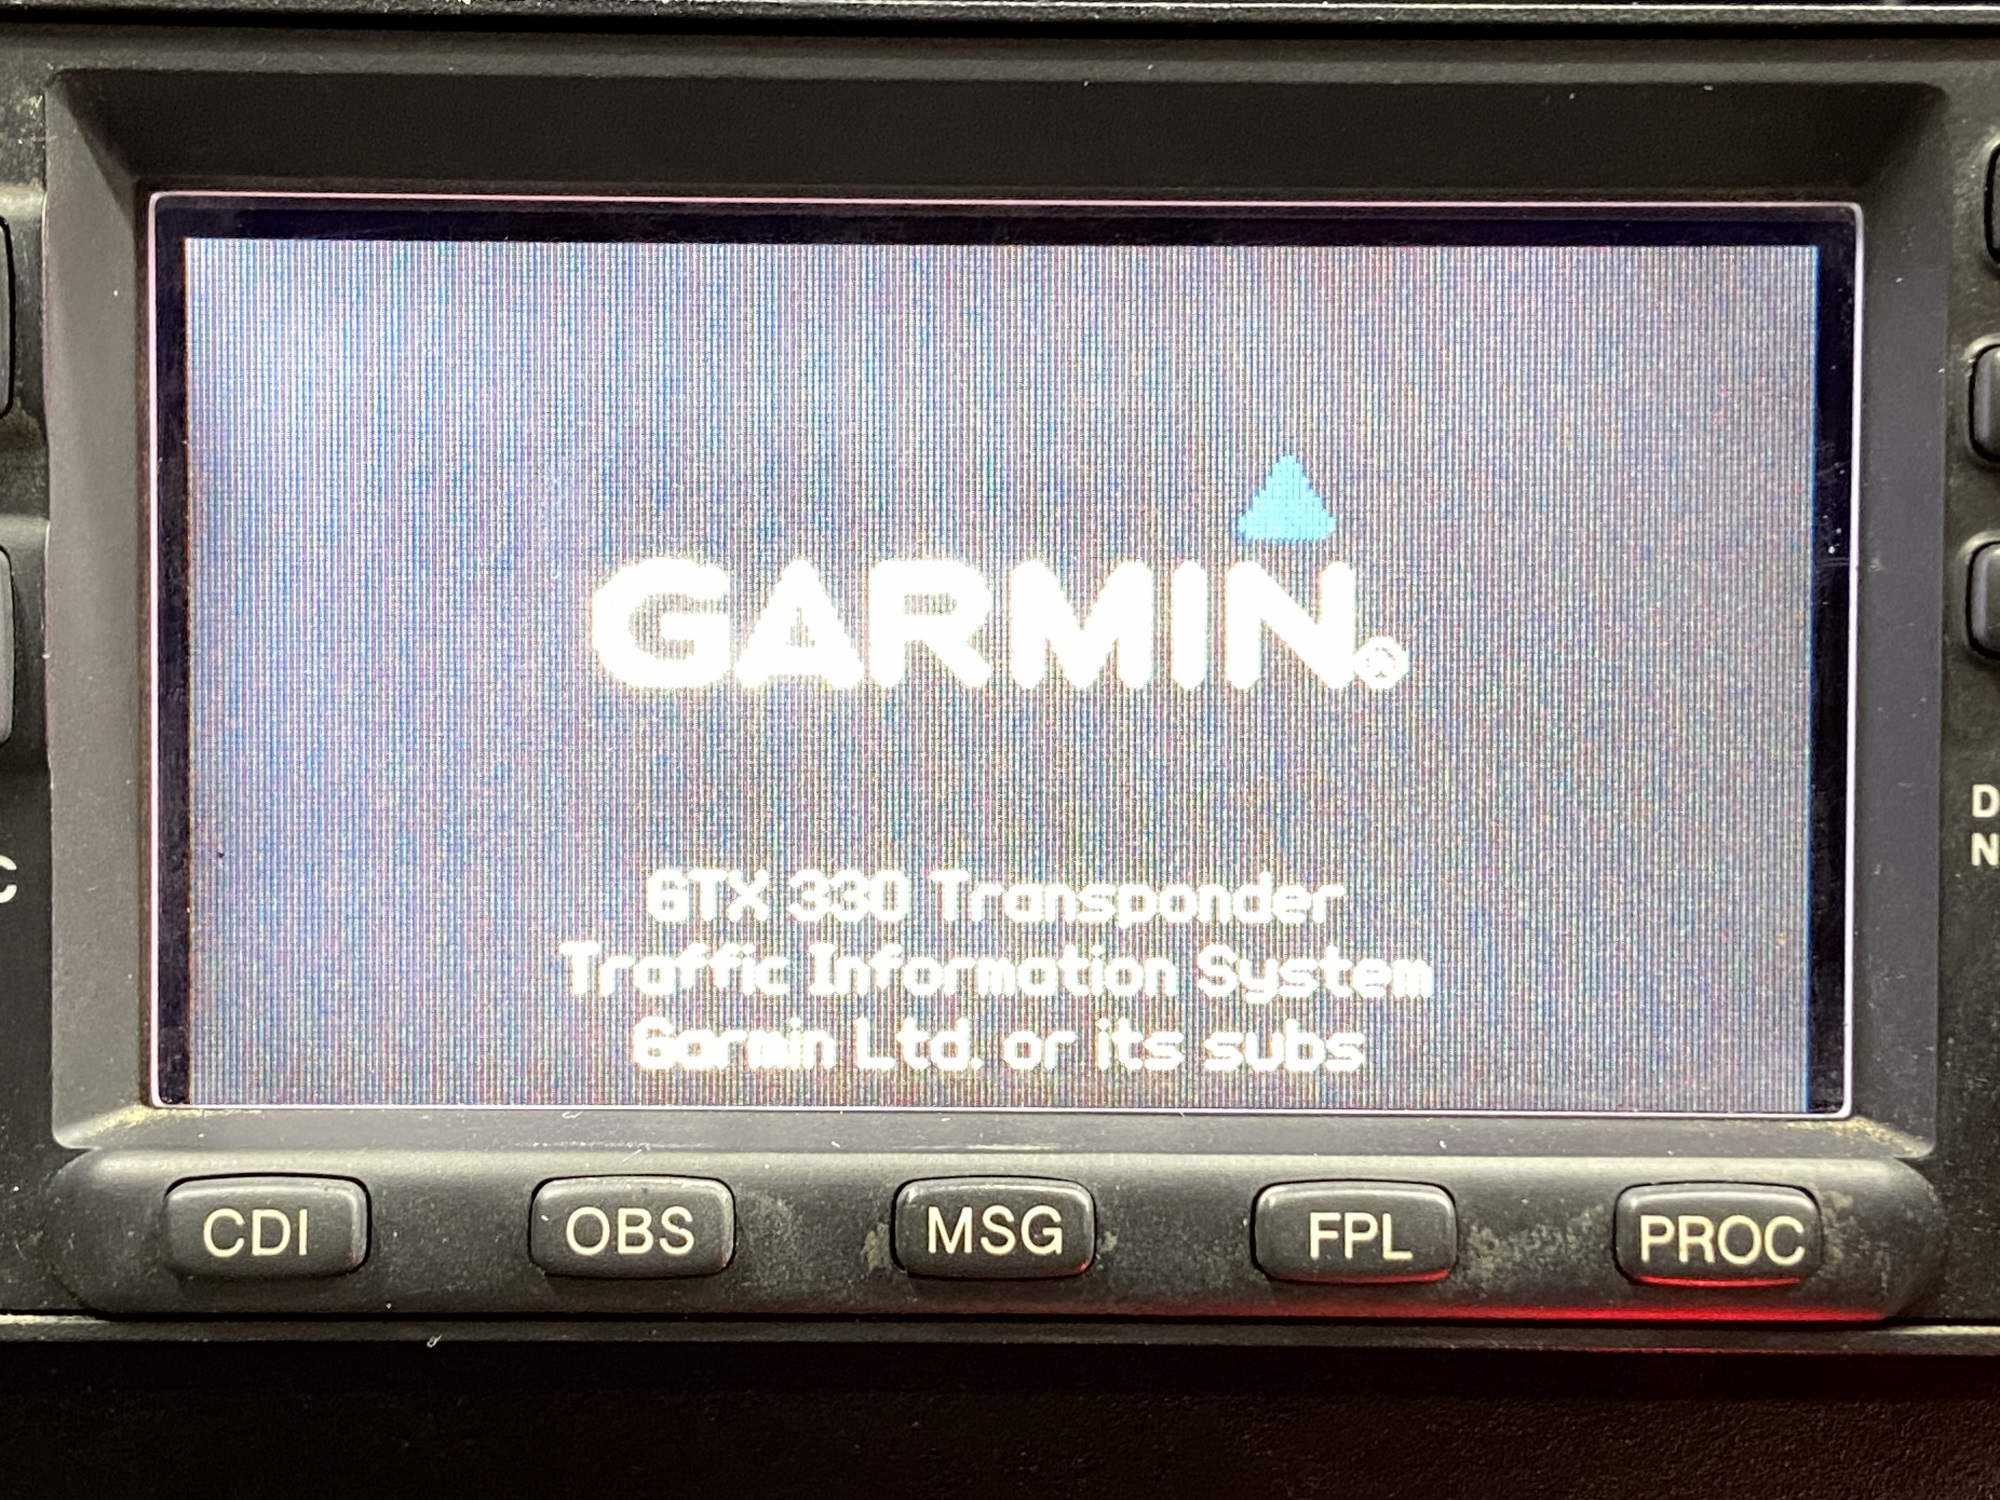 GARMIN®
GTX 330 Transponder
Traffic Information System
Garmin Ltd. or its subs
CDI OBS MSG FPL PROC
C
D
N